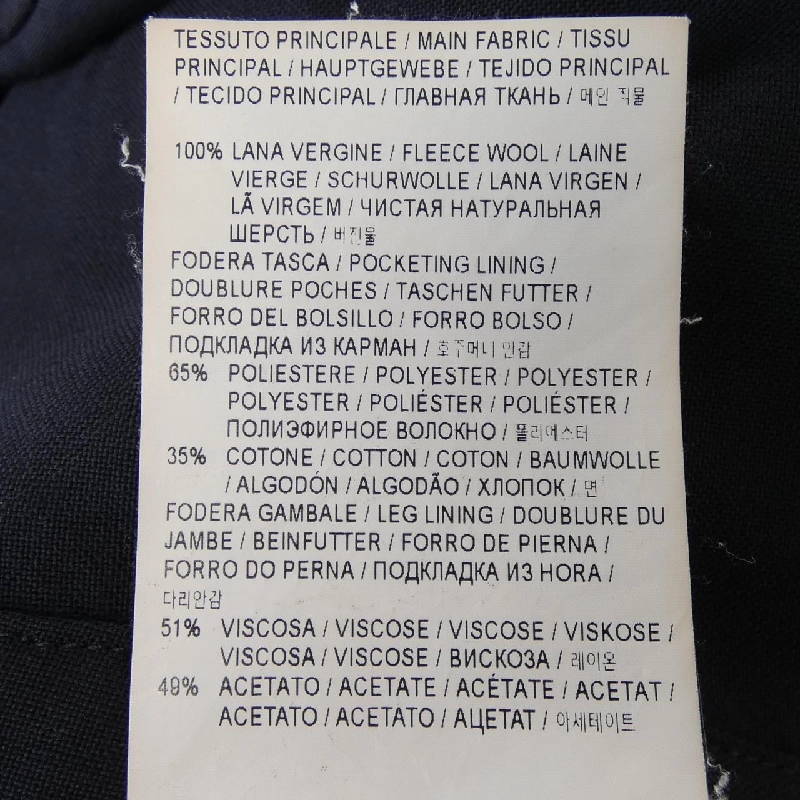 TESSUTO PRINCIPALE / MAIN FABRIC / TISSU
PRINCIPAL / HAUPTGEWEBE / TEJIDO PRINCIPAL
/ TECIDO PRINCIPAL / ГЛАВНАЯ ТКАНЬ / 메인 직물
100% LANA VERGINE / FLEECE WOOL / LAINE
VIERGE / SCHURWOLLE / LANA VIRGEN /
LÃ VIRGEM / ЧИСТАЯ НАТУРАЛЬНАЯ
ШЕРСТЬ / 버진울
FODERA TASCA / POCKETING LINING /
DOUBLURE POCHES / TASCHEN FUTTER /
FORRO DEL BOLSILLO / FORRO BOLSO /
ПОДКЛАДКА ИЗ КАРМАН / 호주머니 안감
65% POLIESTERE / POLYESTER / POLYESTER /
POLYESTER / POLIÉSTER / POLIÉSTER /
ПОЛИЭФИРНОЕ ВОЛОКНО / 폴리에스터
35% COTONE / COTTON / COTON / BAUMWOLLE
/ ALGODÓN / ALGODÃO / ХЛОПОК / 면
FODERA GAMBALE / LEG LINING / DOUBLURE DU
JAMBE / BEINFUTTER / FORRO DE PIERNA /
FORRO DO PERNA / ПОДКЛАДКА ИЗ НОГА /
다리안감
51% VISCOSA / VISCOSE / VISCOSE / VISKOSE /
VISCOSA / VISCOSE / ВИСКОЗА / 레이온
49% ACETATO / ACETATE / ACÉTATE / ACETAT /
ACETATO / ACETATO / АЦЕТАТ / 아세테이트